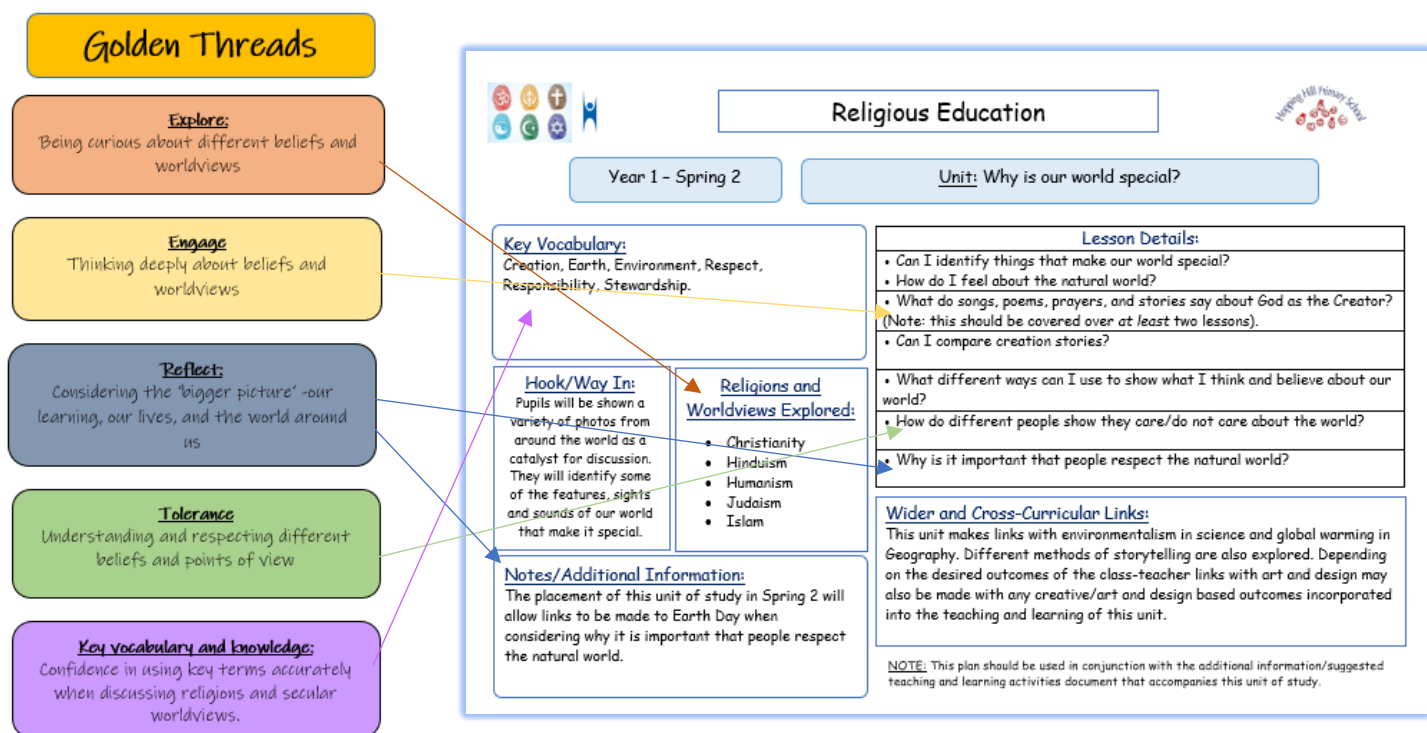 Golden Threads
Explore:
Being curious about different beliefs and
worldviews
Engage
Thinking deeply about beliefs and
worldviews
Reflect:
Considering the 'bigger picture' -our
learning, our lives, and the world around
us
Tolerance
Understanding and respecting different
beliefs and points of view
Key vocabulary and knowledge:
Confidence in using key terms accurately
when discussing religions and secular
worldviews.
Religious Education
Hopping Hill Primary School
Year 1 – Spring 2
Unit: Why is our world special?
Key Vocabulary:
Creation, Earth, Environment, Respect,
Responsibility, Stewardship.
Hook/Way In:
Pupils will be shown a
variety of photos from
around the world as a
catalyst for discussion.
They will identify some
of the features, sights
and sounds of our world
that make it special.
Religions and
Worldviews Explored:
• Christianity
• Hinduism
• Humanism
• Judaism
• Islam
Notes/Additional Information:
The placement of this unit of study in Spring 2 will
allow links to be made to Earth Day when
considering why it is important that people respect
the natural world.
Lesson Details:
• Can I identify things that make our world special?
• How do I feel about the natural world?
• What do songs, poems, prayers, and stories say about God as the Creator?
(Note: this should be covered over at least two lessons).
• Can I compare creation stories?
• What different ways can I use to show what I think and believe about our
world?
• How do different people show they care/do not care about the world?
• Why is it important that people respect the natural world?
Wider and Cross-Curricular Links:
This unit makes links with environmentalism in science and global warming in
Geography. Different methods of storytelling are also explored. Depending
on the desired outcomes of the class-teacher links with art and design may
also be made with any creative/art and design based outcomes incorporated
into the teaching and learning of this unit.
NOTE: This plan should be used in conjunction with the additional information/suggested
teaching and learning activities document that accompanies this unit of study.